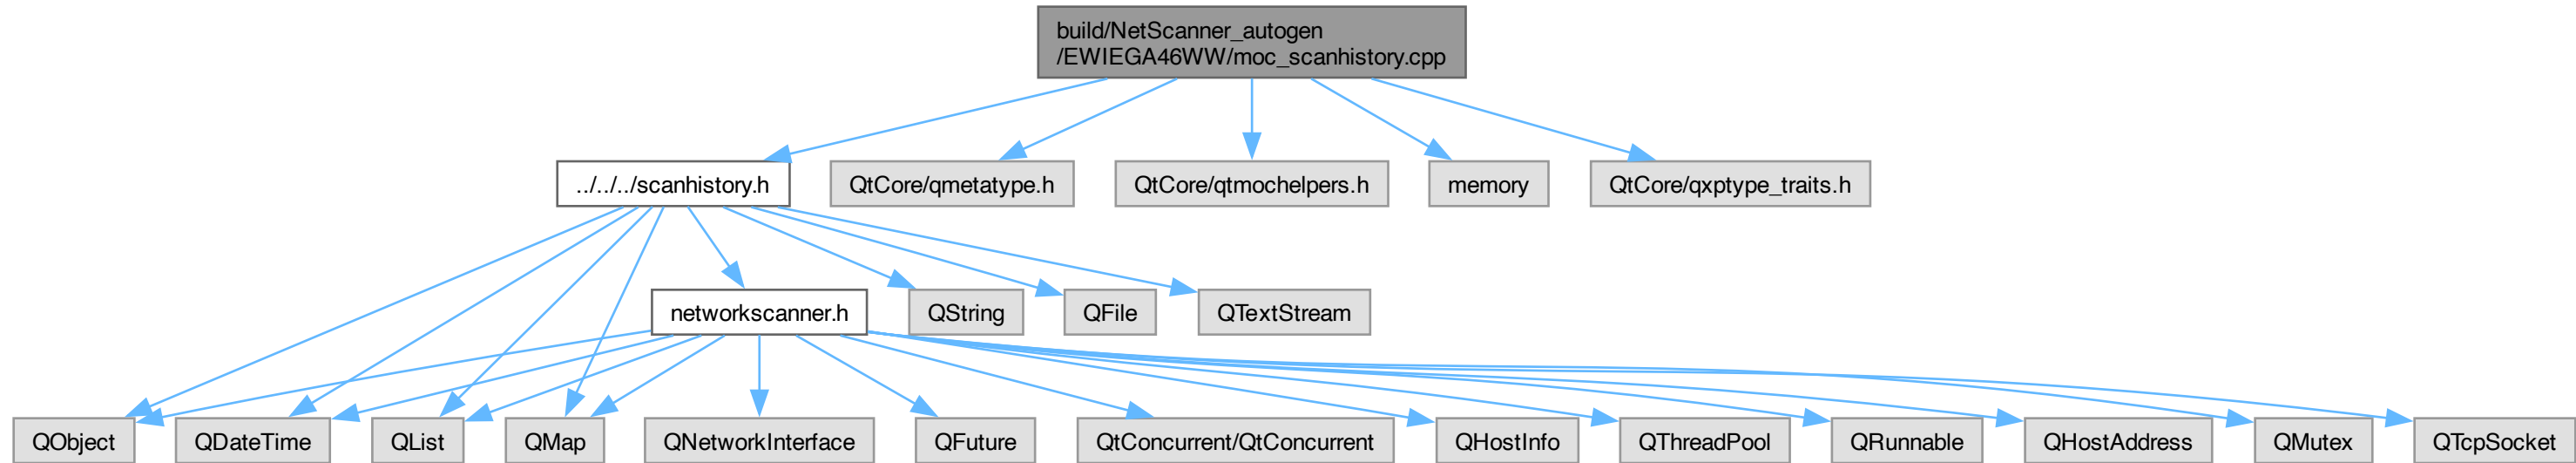 build/NetScanner_autogen
/EWIEGA46WW/moc_scanhistory.cpp
../../../scanhistory.h
QtCore/qmetatype.h
QtCore/qtmochelpers.h
memory
QtCore/qxptype_traits.h
networkscanner.h
QString
QFile
QTextStream
QObject
QDateTime
QList
QMap
QNetworkInterface
QFuture
QtConcurrent/QtConcurrent
QHostInfo
QThreadPool
QRunnable
QHostAddress
QMutex
QTcpSocket